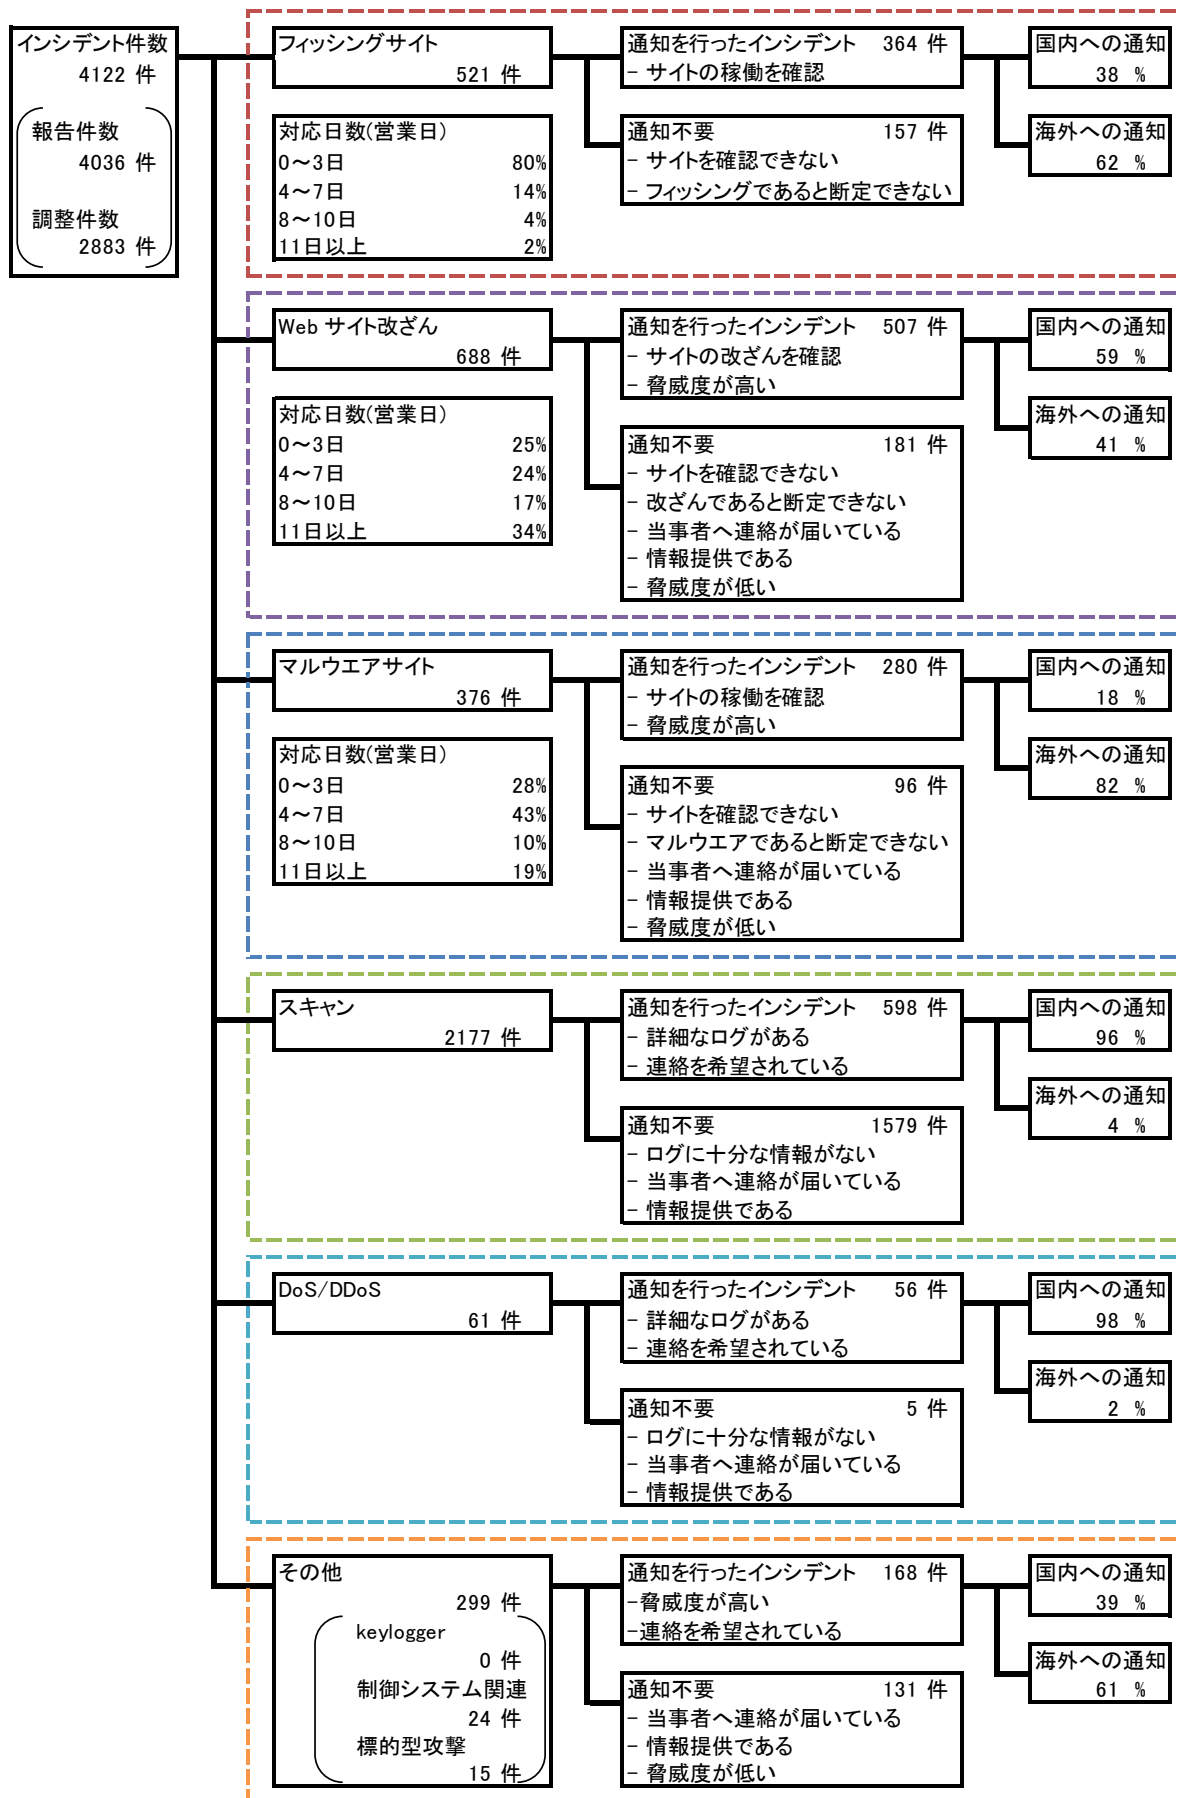 インシデント件数
4122 件
報告件数
4036 件
調整件数
2883 件
フィッシングサイト
521 件
対応日数(営業日)
0～3日 80%
4～7日 14%
8～10日 4%
11日以上 2%
通知を行ったインシデント 364 件
- サイトの稼働を確認
通知不要 157 件
- サイトを確認できない
- フィッシングであると断定できない
国内への通知
38 %
海外への通知
62 %
Web サイト改ざん
688 件
対応日数(営業日)
0～3日 25%
4～7日 24%
8～10日 17%
11日以上 34%
通知を行ったインシデント 507 件
- サイトの改ざんを確認
- 脅威度が高い
通知不要 181 件
- サイトを確認できない
- 改ざんであると断定できない
- 当事者へ連絡が届いている
- 情報提供である
- 脅威度が低い
国内への通知
59 %
海外への通知
41 %
マルウエアサイト
376 件
対応日数(営業日)
0～3日 28%
4～7日 43%
8～10日 10%
11日以上 19%
通知を行ったインシデント 280 件
- サイトの稼働を確認
- 脅威度が高い
通知不要 96 件
- サイトを確認できない
- マルウエアであると断定できない
- 当事者へ連絡が届いている
- 情報提供である
- 脅威度が低い
国内への通知
18 %
海外への通知
82 %
スキャン
2177 件
通知を行ったインシデント 598 件
- 詳細なログがある
- 連絡を希望されている
通知不要 1579 件
- ログに十分な情報がない
- 当事者へ連絡が届いている
- 情報提供である
国内への通知
96 %
海外への通知
4 %
DoS/DDoS
61 件
通知を行ったインシデント 56 件
- 詳細なログがある
- 連絡を希望されている
通知不要 5 件
- ログに十分な情報がない
- 当事者へ連絡が届いている
- 情報提供である
国内への通知
98 %
海外への通知
2 %
その他
299 件
keylogger
0 件
制御システム関連
24 件
標的型攻撃
15 件
通知を行ったインシデント 168 件
-脅威度が高い
-連絡を希望されている
通知不要 131 件
- 当事者へ連絡が届いている
- 情報提供である
- 脅威度が低い
国内への通知
39 %
海外への通知
61 %